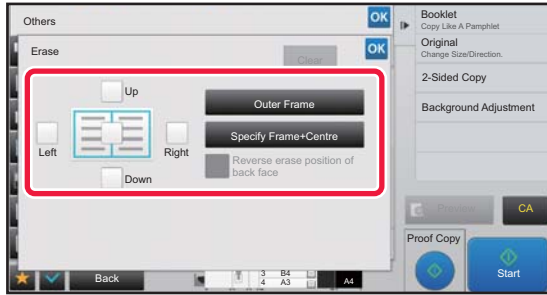 Others
OK
Erase
Clear
OK
Up
Left
Right
Down
Outer Frame
Specify Frame+Centre
Reverse erase position of
back face
Back
3 B4
4 A3
A4
Booklet
Copy Like A Pamphlet
Original
Change Size/Direction.
2-Sided Copy
Background Adjustment
Preview
CA
Proof Copy
Start